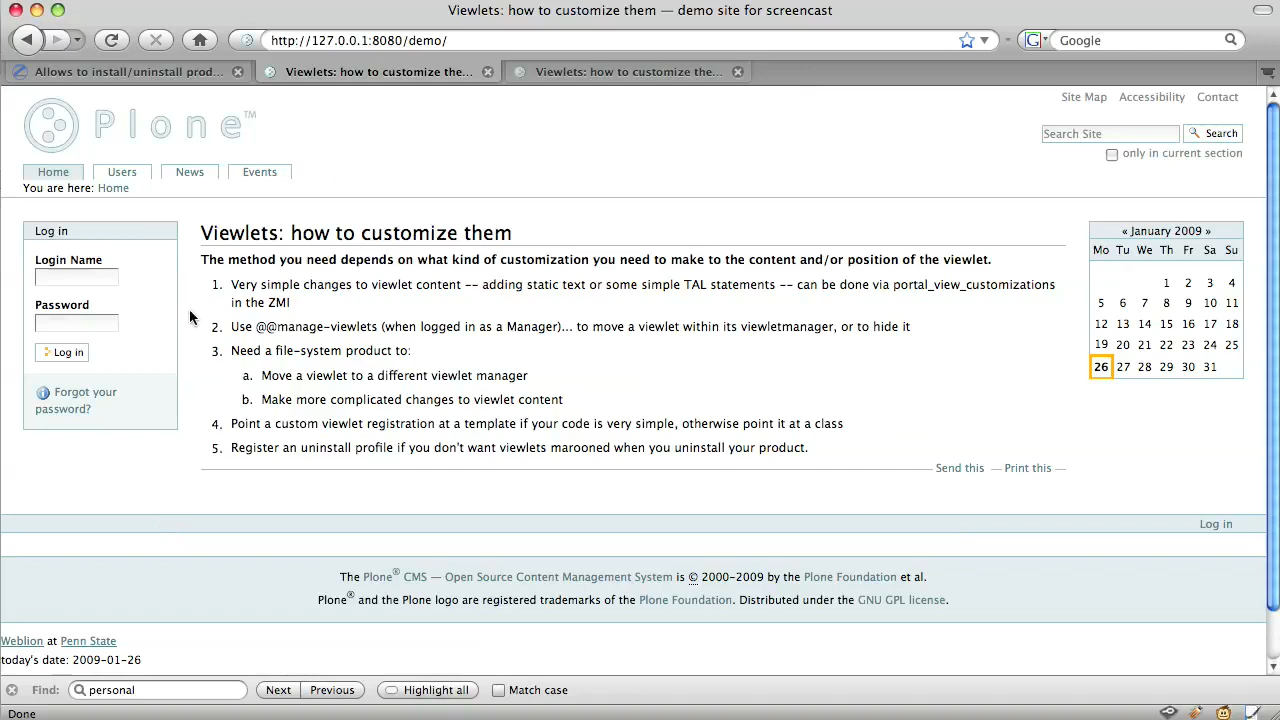 Viewlets: how to customize them — demo site for screencast
http://127.0.0.1:8080/demo/
Google
Allows to install/uninstall prod...
Viewlets: how to customize the...
Viewlets: how to customize the...
Site Map Accessibility Contact
Plone™
Search Site Search
only in current section
Home Users News Events
You are here: Home
Log in
Login Name
Password
Log in
Forgot your
password?
Viewlets: how to customize them
The method you need depends on what kind of customization you need to make to the content and/or position of the viewlet.
1. Very simple changes to viewlet content -- adding static text or some simple TAL statements -- can be done via portal_view_customizations
in the ZMI
2. Use @@manage-viewlets (when logged in as a Manager)... to move a viewlet within its viewletmanager, or to hide it
3. Need a file-system product to:
a. Move a viewlet to a different viewlet manager
b. Make more complicated changes to viewlet content
4. Point a custom viewlet registration at a template if your code is very simple, otherwise point it at a class
5. Register an uninstall profile if you don't want viewlets marooned when you uninstall your product.
Send this — Print this —
« January 2009 »
Mo Tu We Th Fr Sa Su
1 2 3 4
5 6 7 8 9 10 11
12 13 14 15 16 17 18
19 20 21 22 23 24 25
26 27 28 29 30 31
Log in
The Plone® CMS — Open Source Content Management System is © 2000-2009 by the Plone Foundation et al.
Plone® and the Plone logo are registered trademarks of the Plone Foundation. Distributed under the GNU GPL license.
Weblion at Penn State
today's date: 2009-01-26
Find: personal Next Previous Highlight all Match case
Done